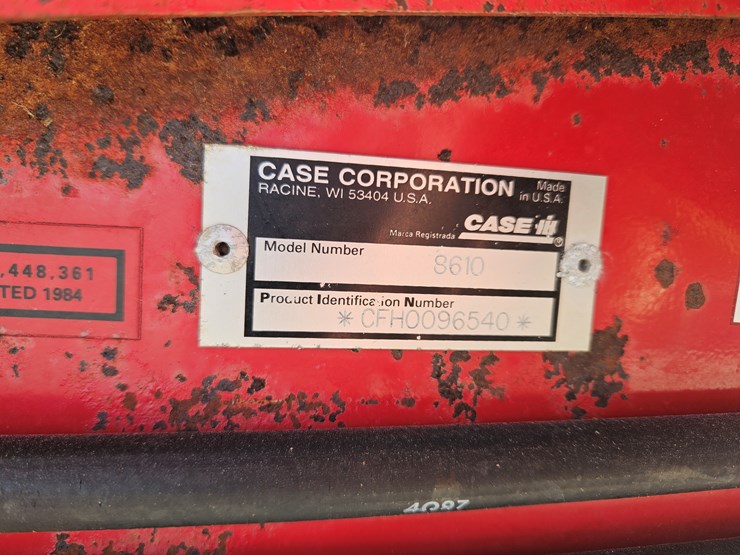 CASE CORPORATION
RACINE, WI 53404 U.S.A.
Made
in U.S.A.
Marca Registrada CASE IH ®
Model Number
8610
Product Identification Number
*CFH0096540*
,448,361
TED 1984